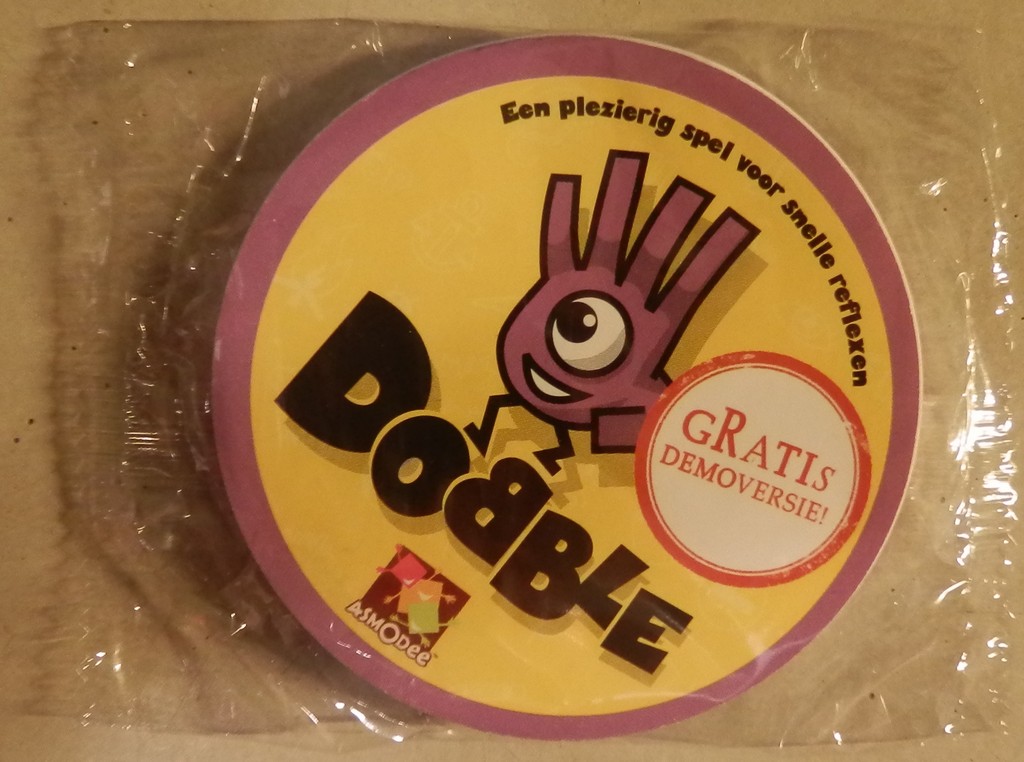 Een plezierig spel voor snelle reflexen
DOBBLE
GRATIS
DEMOVERSIE!
ASMODee